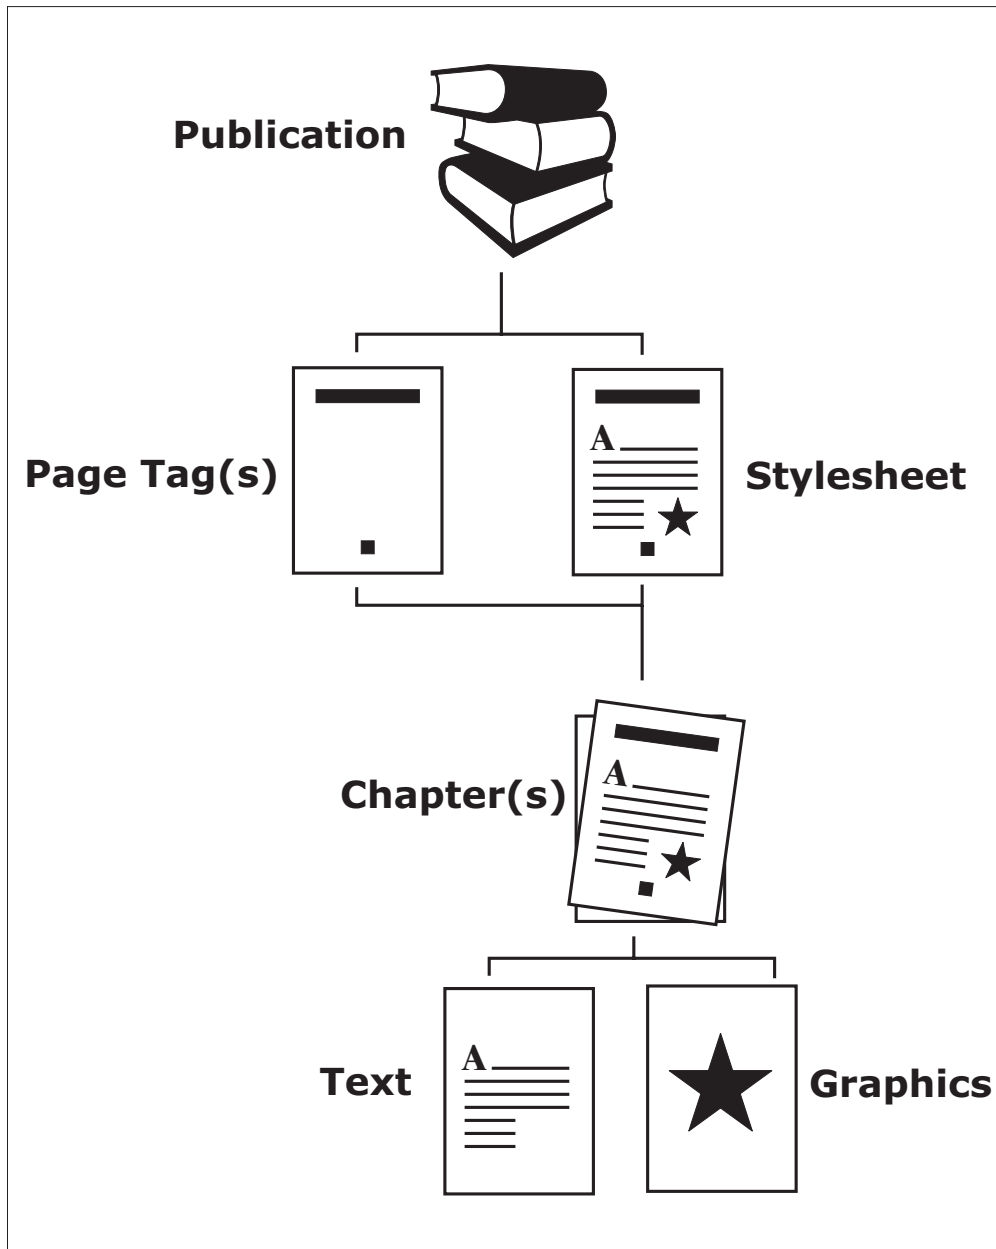 Publication
Page Tag(s)
A
Stylesheet
A
Chapter(s)
A
Text
Graphics